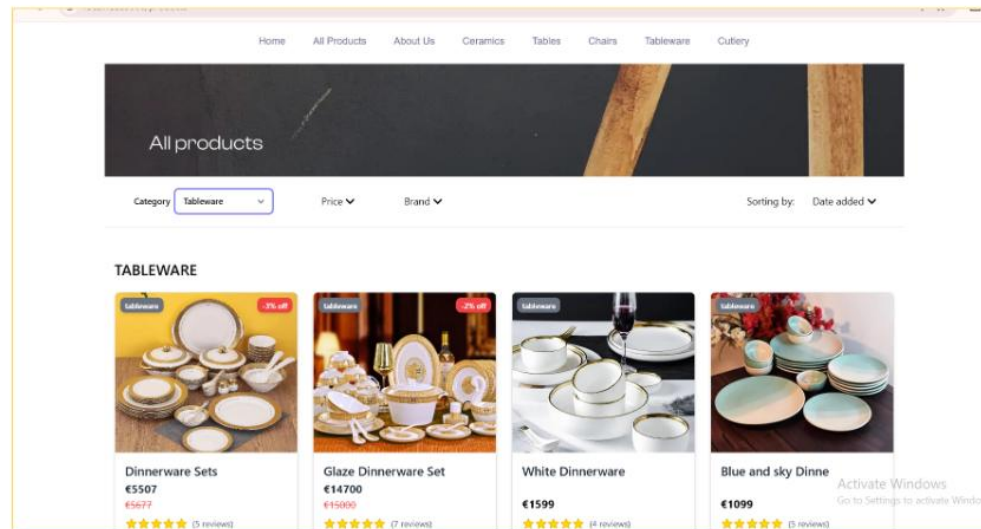 Home All Products About Us Ceramics Tables Chairs Tableware Cutlery
All products
Category Tableware Price Brand Sorting by: Date added
TABLEWARE
tableware -3% off tableware -2% off tableware tableware
Dinnerware Sets Glaze Dinnerware Set White Dinnerware Blue and sky Dinne
€5507 €14700 €1599 €1099
€5677 €15000
(5 reviews) (7 reviews) (4 reviews) (5 reviews)
Activate Windows
Go to Settings to activate Windo